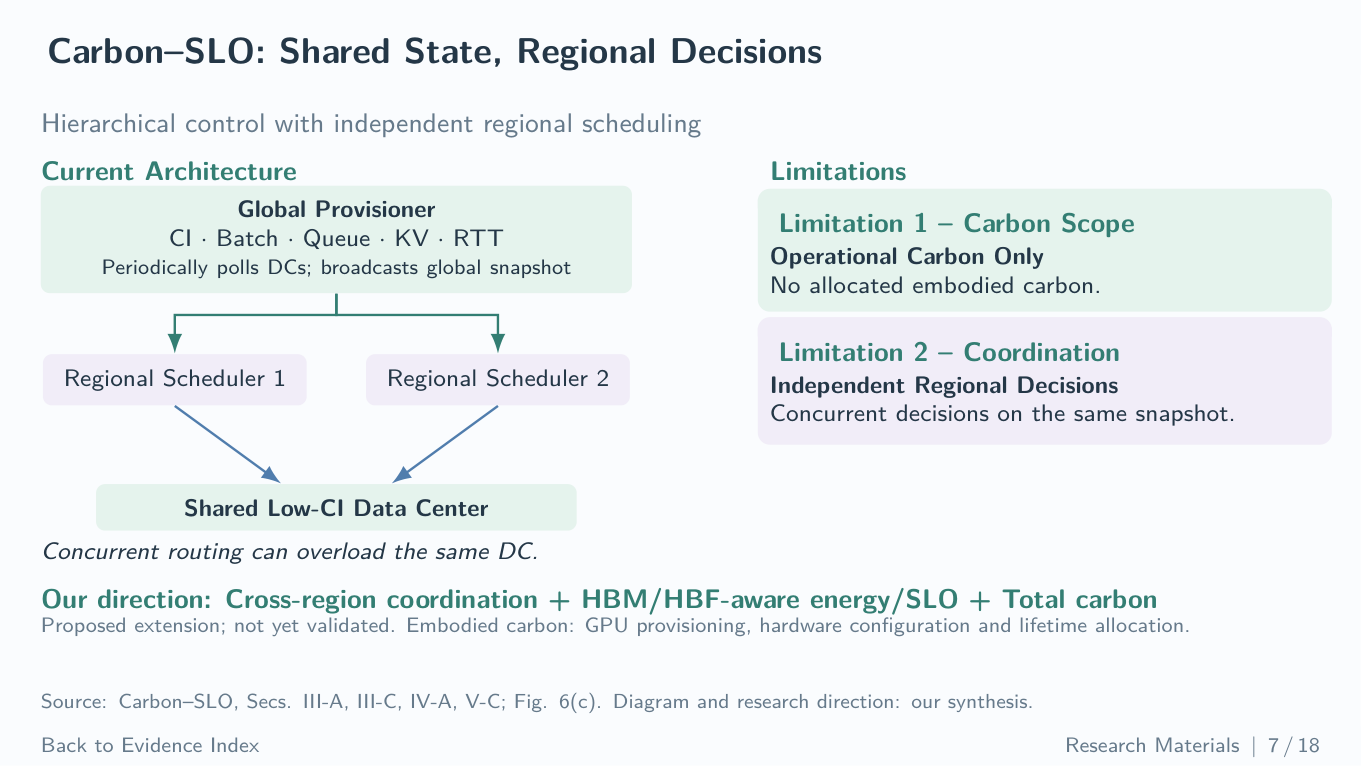 Carbon–SLO: Shared State, Regional Decisions
Hierarchical control with independent regional scheduling
Current Architecture
Global Provisioner
CI · Batch · Queue · KV · RTT
Periodically polls DCs; broadcasts global snapshot
Regional Scheduler 1
Regional Scheduler 2
Shared Low-CI Data Center
Concurrent routing can overload the same DC.
Limitations
Limitation 1 – Carbon Scope
Operational Carbon Only
No allocated embodied carbon.
Limitation 2 – Coordination
Independent Regional Decisions
Concurrent decisions on the same snapshot.
Our direction: Cross-region coordination + HBM/HBF-aware energy/SLO + Total carbon
Proposed extension; not yet validated. Embodied carbon: GPU provisioning, hardware configuration and lifetime allocation.
Source: Carbon–SLO, Secs. III-A, III-C, IV-A, V-C; Fig. 6(c). Diagram and research direction: our synthesis.
Back to Evidence Index
Research Materials | 7 / 18